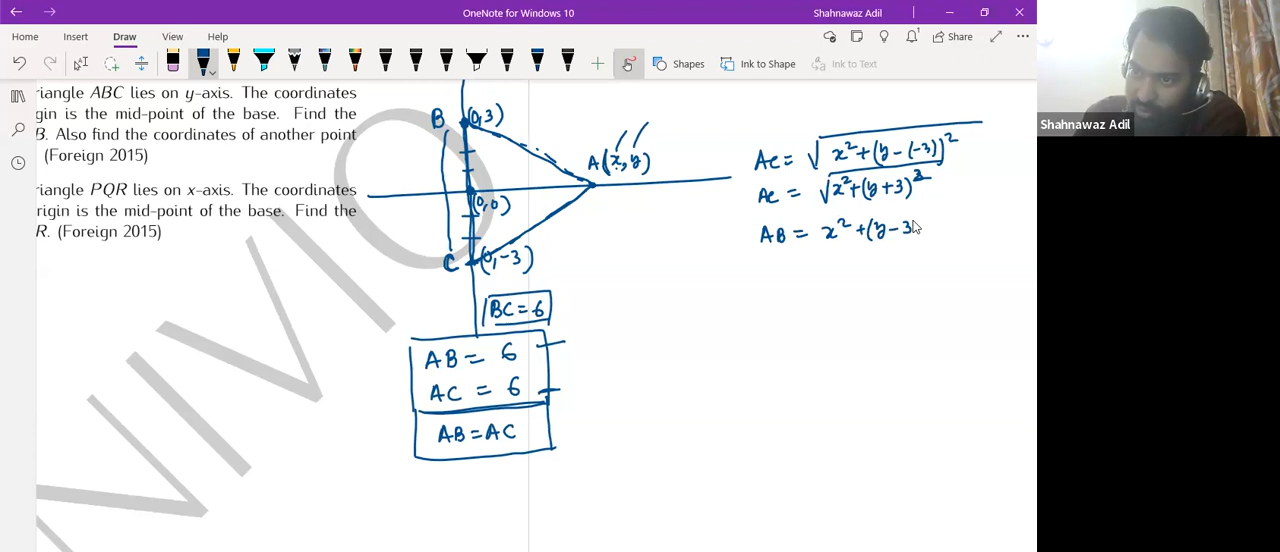 OneNote for Windows 10
Shahnawaz Adil
Home Insert Draw View Help
Share
Shapes
Ink to Shape
Ink to Text
riangle ABC lies on y-axis. The coordinates
gin is the mid-point of the base. Find the
B. Also find the coordinates of another point
(Foreign 2015)
riangle PQR lies on x-axis. The coordinates
rigin is the mid-point of the base. Find the
R. (Foreign 2015)
B (0,3)
A(x,y)
(0,0)
C (0,-3)
BC=6
AB = 6
AC = 6
AB=AC
AC = √x²+(y-(-3))²
AC = √x²+(y+3)²
AB = x²+(y-3
Shahnawaz Adil
NVIO